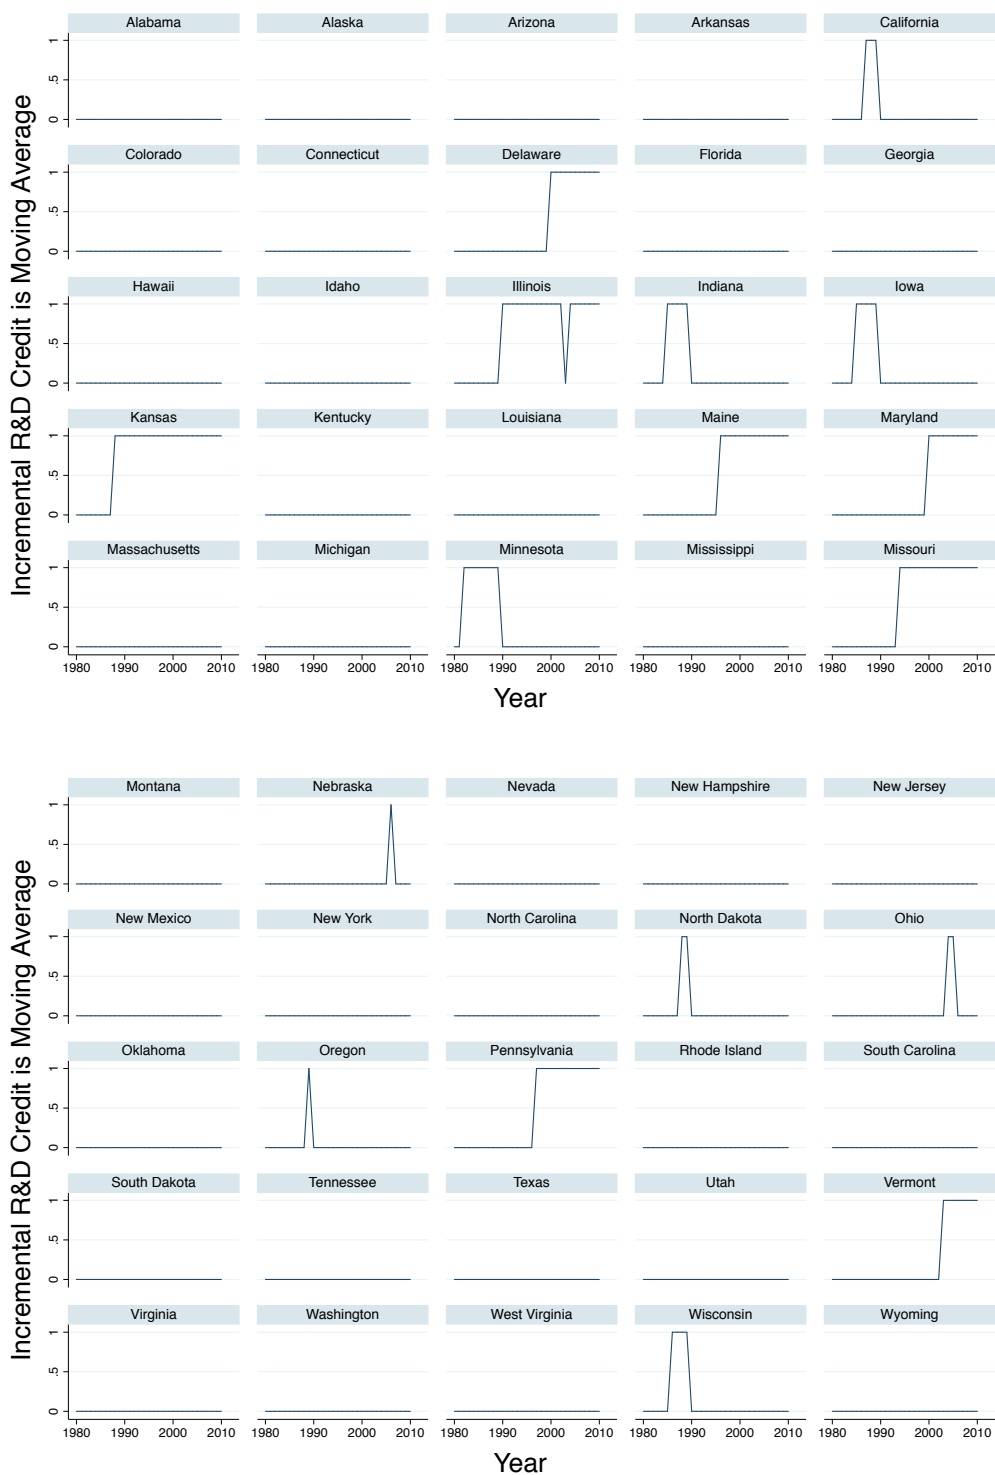 Alabama Alaska Arizona Arkansas California
0 .5 1
Colorado Connecticut Delaware Florida Georgia
0 .5 1
Hawaii Idaho Illinois Indiana Iowa
0 .5 1
Kansas Kentucky Louisiana Maine Maryland
0 .5 1
Massachusetts Michigan Minnesota Mississippi Missouri
0 .5 1
Incremental R&D Credit is Moving Average
1980 1990 2000 2010 1980 1990 2000 2010 1980 1990 2000 2010 1980 1990 2000 2010 1980 1990 2000 2010
Year
Montana Nebraska Nevada New Hampshire New Jersey
0 .5 1
New Mexico New York North Carolina North Dakota Ohio
0 .5 1
Oklahoma Oregon Pennsylvania Rhode Island South Carolina
0 .5 1
South Dakota Tennessee Texas Utah Vermont
0 .5 1
Virginia Washington West Virginia Wisconsin Wyoming
0 .5 1
Incremental R&D Credit is Moving Average
1980 1990 2000 2010 1980 1990 2000 2010 1980 1990 2000 2010 1980 1990 2000 2010 1980 1990 2000 2010
Year